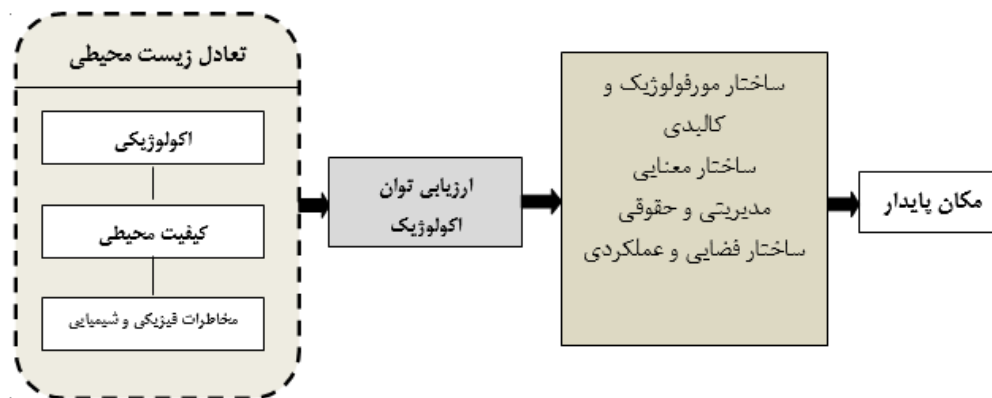 تعادل زیست محیطی
اکولوژیکی
کیفیت محیطی
مخاطرات فیزیکی و شیمیایی
ارزیابی توان
اکولوژیک
ساختار مورفولوژیک و
کالبدی
ساختار معنایی
مدیریتی و حقوقی
ساختار فضایی و عملکردی
مکان پایدار